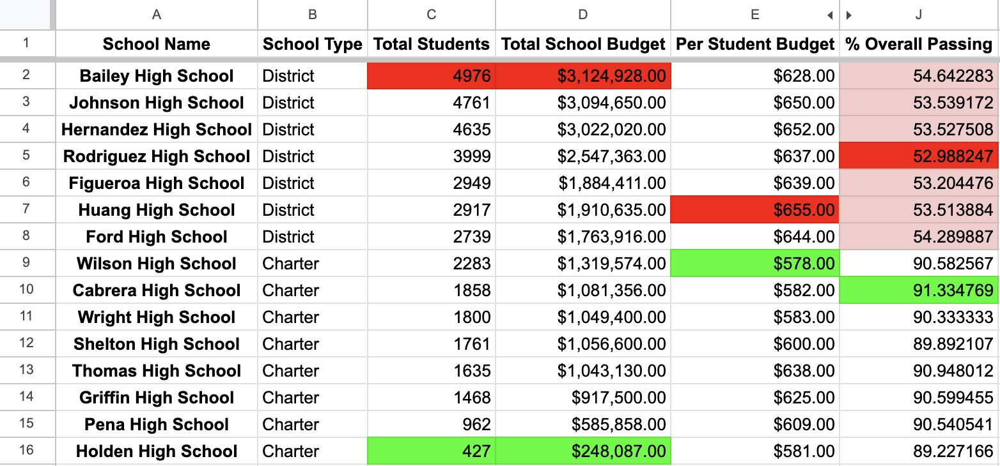 A B C D E J
1 School Name School Type Total Students Total School Budget Per Student Budget % Overall Passing
2 Bailey High School District 4976 $3,124,928.00 $628.00 54.642283
3 Johnson High School District 4761 $3,094,650.00 $650.00 53.539172
4 Hernandez High School District 4635 $3,022,020.00 $652.00 53.527508
5 Rodriguez High School District 3999 $2,547,363.00 $637.00 52.988247
6 Figueroa High School District 2949 $1,884,411.00 $639.00 53.204476
7 Huang High School District 2917 $1,910,635.00 $655.00 53.513884
8 Ford High School District 2739 $1,763,916.00 $644.00 54.289887
9 Wilson High School Charter 2283 $1,319,574.00 $578.00 90.582567
10 Cabrera High School Charter 1858 $1,081,356.00 $582.00 91.334769
11 Wright High School Charter 1800 $1,049,400.00 $583.00 90.333333
12 Shelton High School Charter 1761 $1,056,600.00 $600.00 89.892107
13 Thomas High School Charter 1635 $1,043,130.00 $638.00 90.948012
14 Griffin High School Charter 1468 $917,500.00 $625.00 90.599455
15 Pena High School Charter 962 $585,858.00 $609.00 90.540541
16 Holden High School Charter 427 $248,087.00 $581.00 89.227166